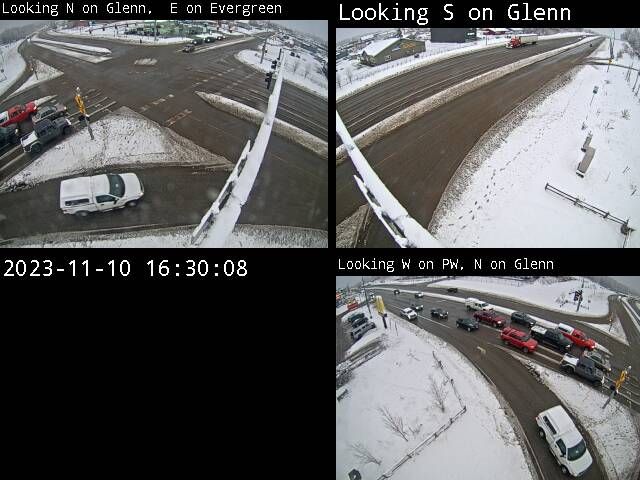 Looking N on Glenn,  E on Evergreen
Looking S on Glenn
2023-11-10 16:30:08
Looking W on PW, N on Glenn